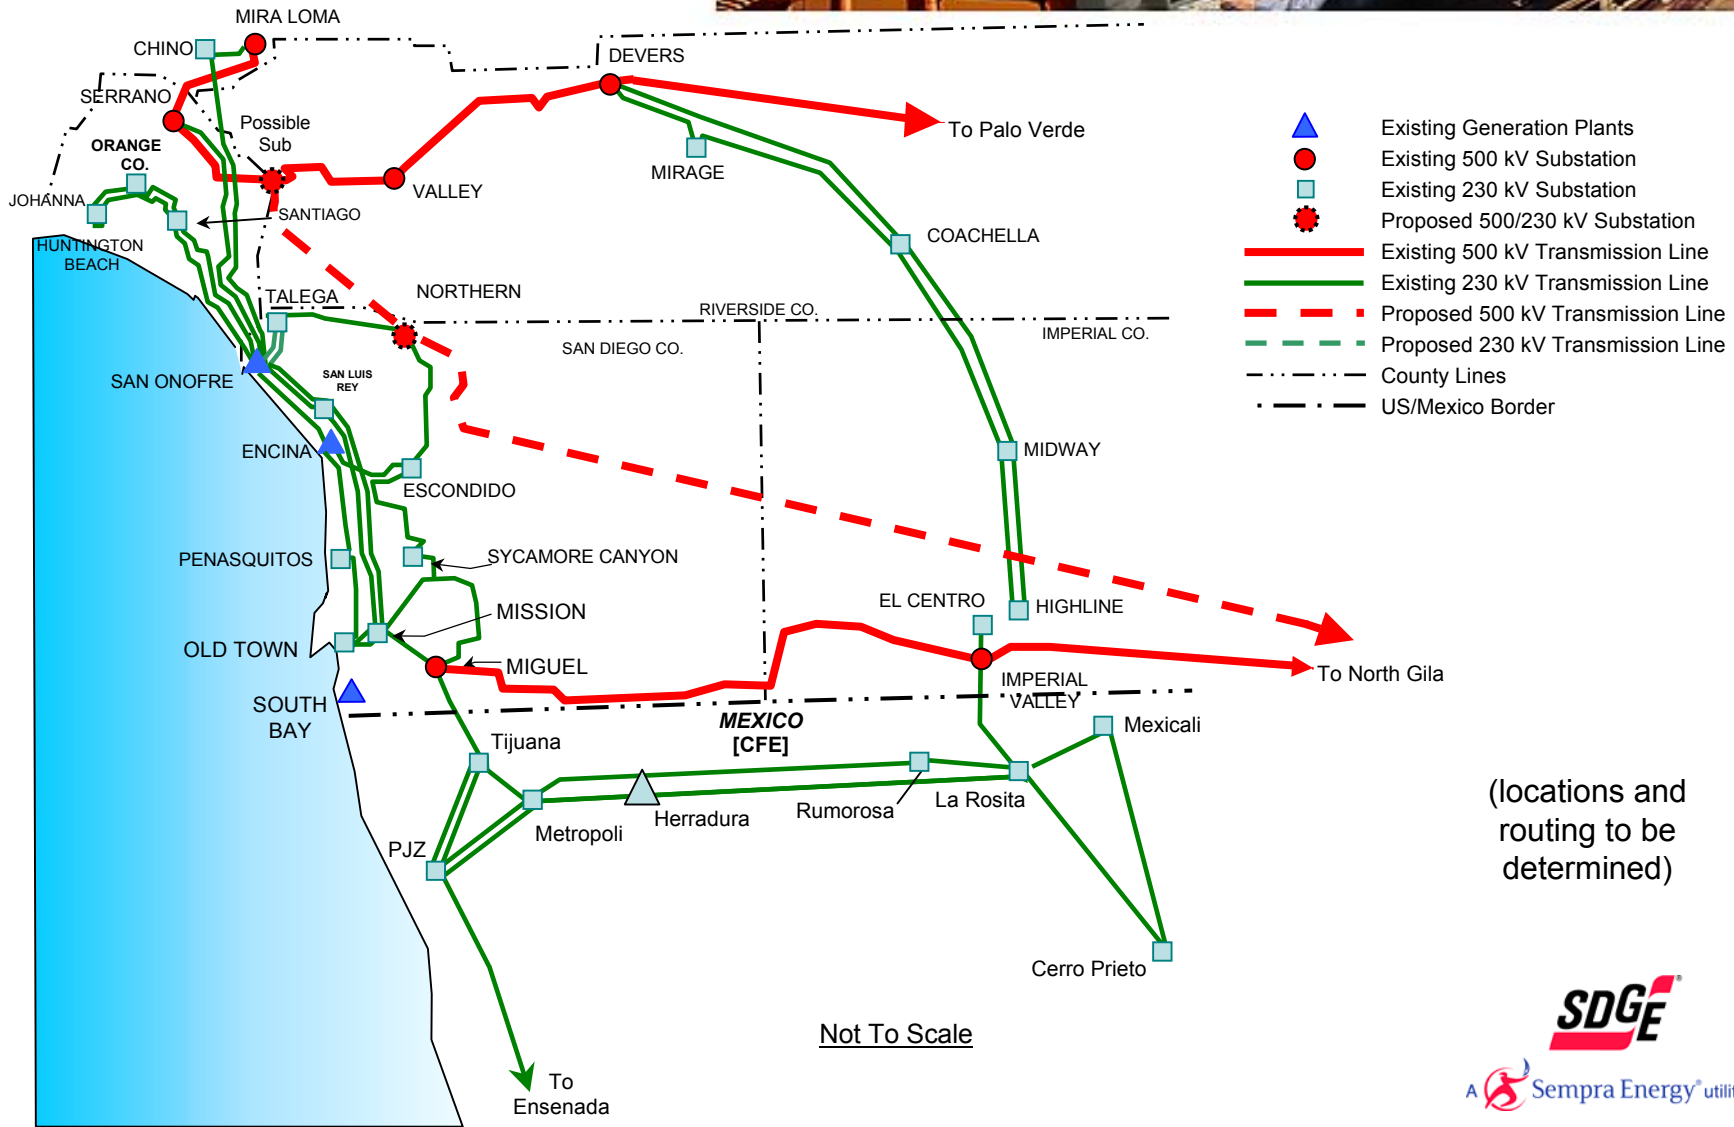 MIRA LOMA
CHINO
DEVERS
SERRANO
Possible
Sub
ORANGE
CO.
To Palo Verde
MIRAGE
VALLEY
JOHANNA
SANTIAGO
HUNTINGTON
BEACH
COACHELLA
TALEGA
NORTHERN
RIVERSIDE CO.
IMPERIAL CO.
SAN DIEGO CO.
SAN ONOFRE
SAN LUIS
REY
ENCINA
MIDWAY
ESCONDIDO
PENASQUITOS
SYCAMORE CANYON
EL CENTRO
HIGHLINE
MISSION
OLD TOWN
MIGUEL
To North Gila
IMPERIAL
VALLEY
SOUTH
BAY
MEXICO
[CFE]
Mexicali
Tijuana
Rumorosa
La Rosita
Herradura
Metropoli
PJZ
Cerro Prieto
To
Ensenada
Not To Scale
Existing Generation Plants
Existing 500 kV Substation
Existing 230 kV Substation
Proposed 500/230 kV Substation
Existing 500 kV Transmission Line
Existing 230 kV Transmission Line
Proposed 500 kV Transmission Line
Proposed 230 kV Transmission Line
County Lines
US/Mexico Border
(locations and
routing to be
determined)
SDGE®
A Sempra Energy® utilit